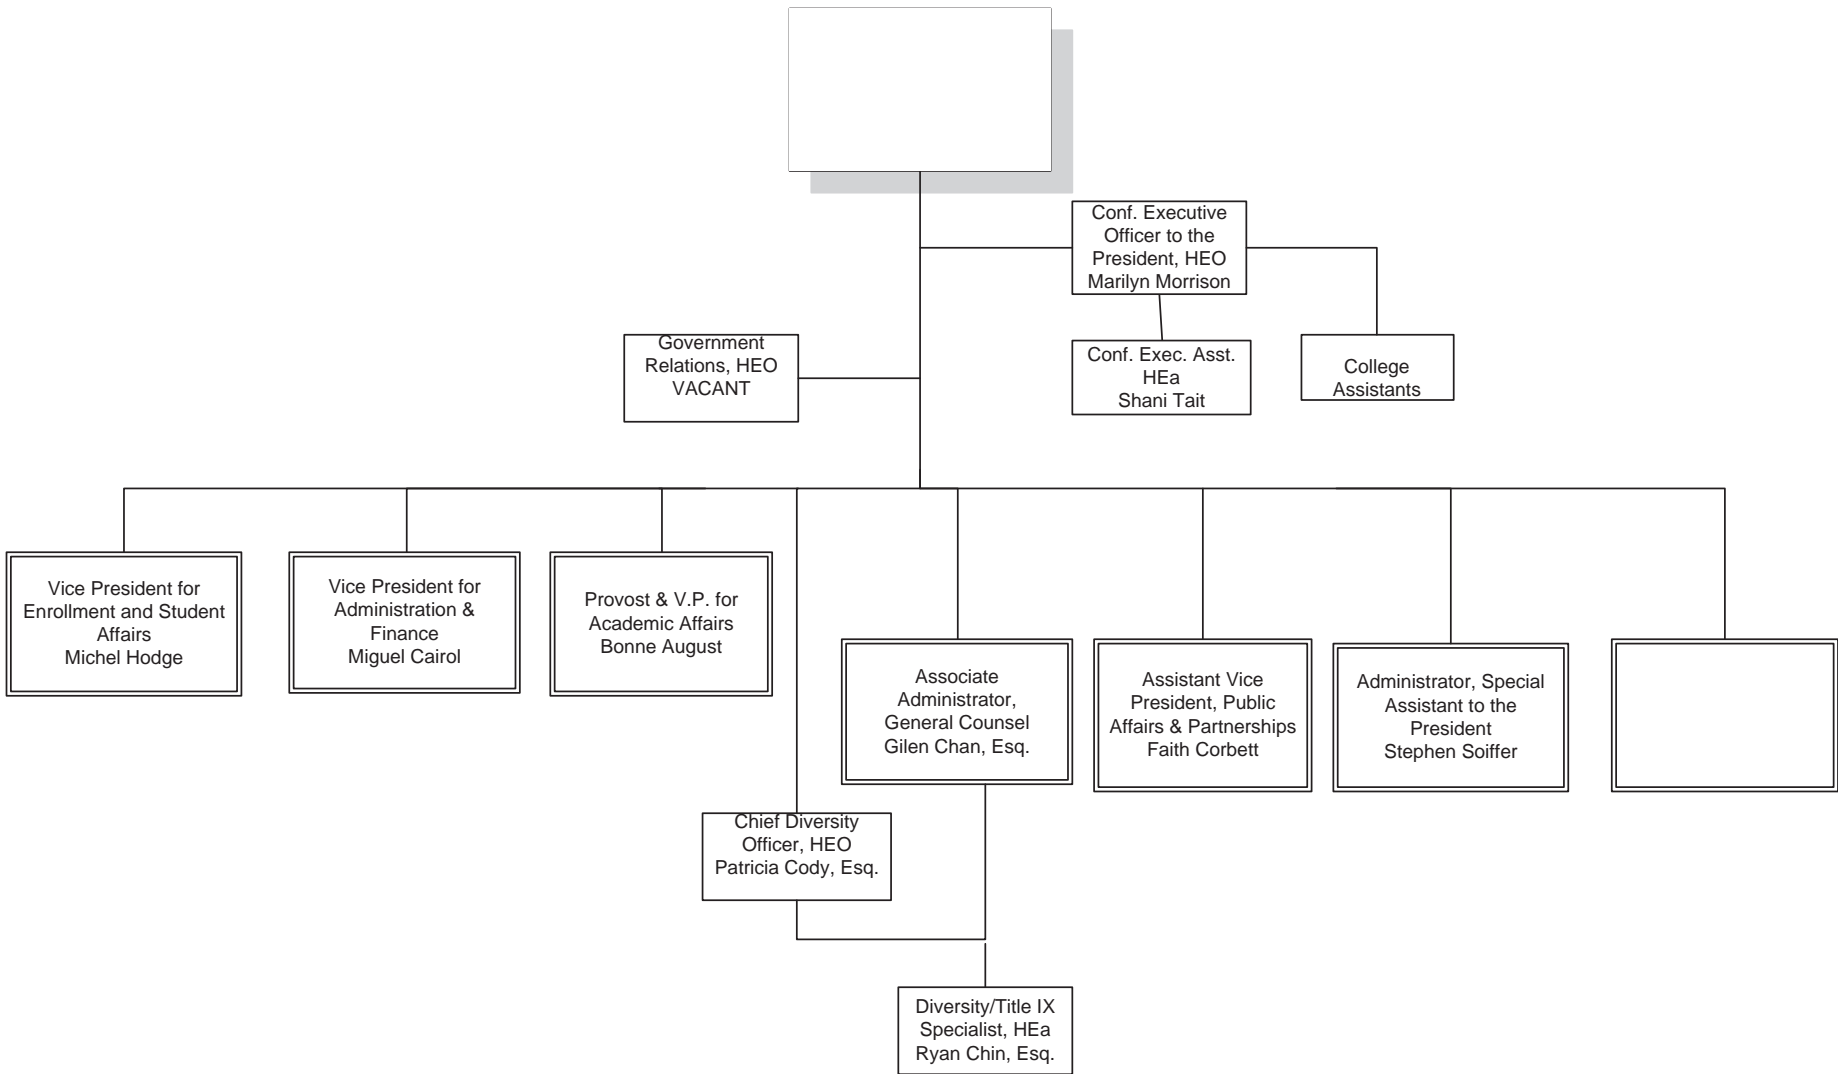 Conf. Executive
Officer to the
President, HEO
Marilyn Morrison
Government
Relations, HEO
VACANT
Conf. Exec. Asst.
HEa
Shani Tait
College
Assistants
Vice President for
Enrollment and Student
Affairs
Michel Hodge
Vice President for
Administration &
Finance
Miguel Cairol
Provost & V.P. for
Academic Affairs
Bonne August
Associate
Administrator,
General Counsel
Gilen Chan, Esq.
Assistant Vice
President, Public
Affairs & Partnerships
Faith Corbett
Administrator, Special
Assistant to the
President
Stephen Soiffer
Chief Diversity
Officer, HEO
Patricia Cody, Esq.
Diversity/Title IX
Specialist, HEa
Ryan Chin, Esq.